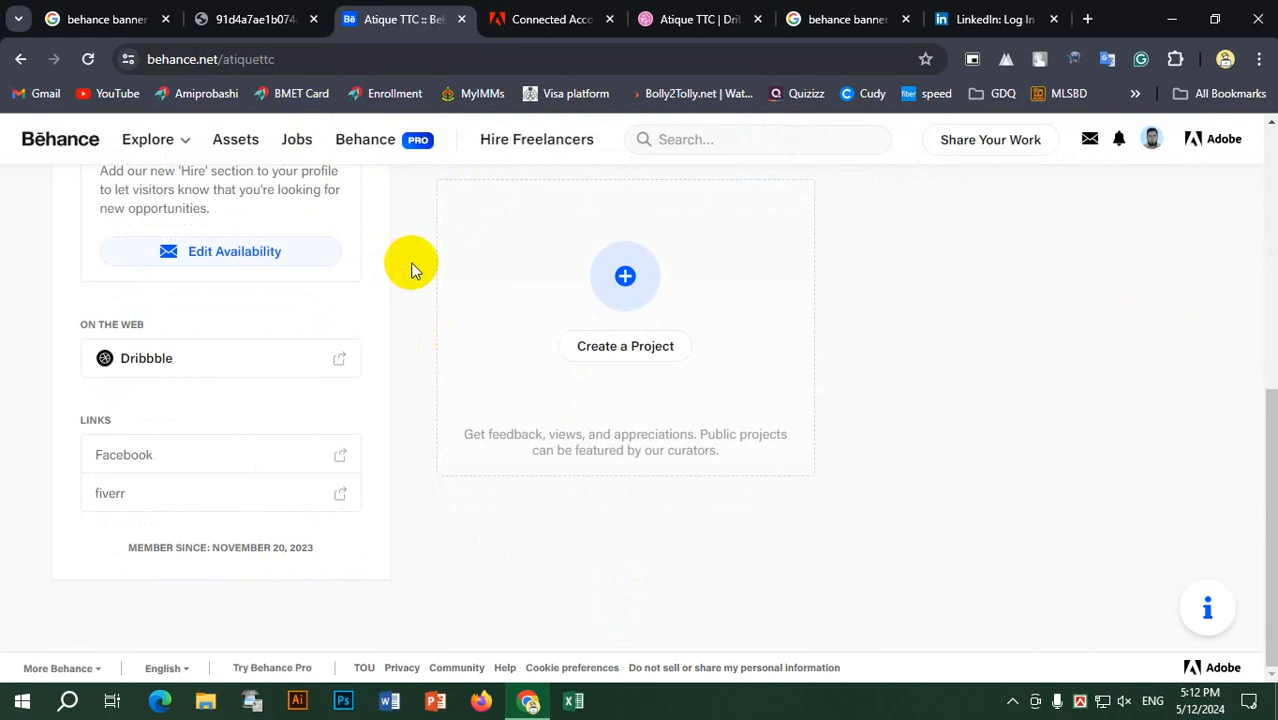 behance banner
91d4a7ae1b074
Atique TTC :: Bel
Connected Acco
Atique TTC | Dril
behance banner
LinkedIn: Log In
behance.net/atiquettc
Gmail
YouTube
Amiprobashi
BMET Card
Enrollment
MyIMMs
Visa platform
Bolly2Tolly.net | Wat...
Quizizz
Cudy
fiber speed
GDQ
MLSBD
All Bookmarks
Bēhance
Explore
Assets
Jobs
Behance PRO
Hire Freelancers
Search...
Share Your Work
Adobe
Add our new 'Hire' section to your profile
to let visitors know that you're looking for
new opportunities.
Edit Availability
ON THE WEB
Dribbble
LINKS
Facebook
fiverr
MEMBER SINCE: NOVEMBER 20, 2023
Create a Project
Get feedback, views, and appreciations. Public projects
can be featured by our curators.
More Behance
English
Try Behance Pro
TOU
Privacy
Community
Help
Cookie preferences
Do not sell or share my personal information
Adobe
ENG
5:12 PM
5/12/2024